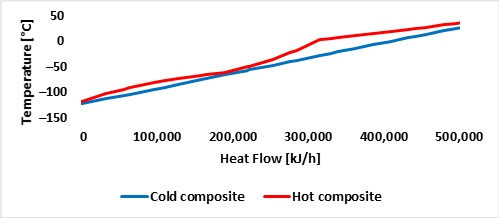 50
0
−50
−100
−150
Temperature [°C]
0 100,000 200,000 300,000 400,000 500,000
Heat Flow [kJ/h]
Cold composite Hot composite